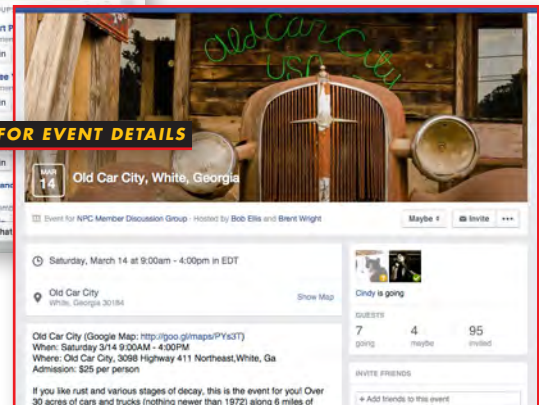 Old Car City
USA
FOR EVENT DETAILS
MAR
14
Old Car City, White, Georgia
Event for NPC Member Discussion Group · Hosted by Bob Ellis and Brent Wright
Maybe
Invite
Saturday, March 14 at 9:00am - 4:00pm in EDT
Old Car City
White, Georgia 30184
Show Map
Cindy is going
GUESTS
7 4 95
going maybe invited
INVITE FRIENDS
+ Add friends to this event
Old Car City (Google Map: http://goo.gl/maps/PYs3T)
When: Saturday 3/14 9:00AM - 4:00PM
Where: Old Car City, 3098 Highway 411 Northeast,White, Ga
Admission: $25 per person
If you like rust and various stages of decay, this is the event for you! Over
30 acres of cars and trucks (nothing newer than 1972) along 6 miles of